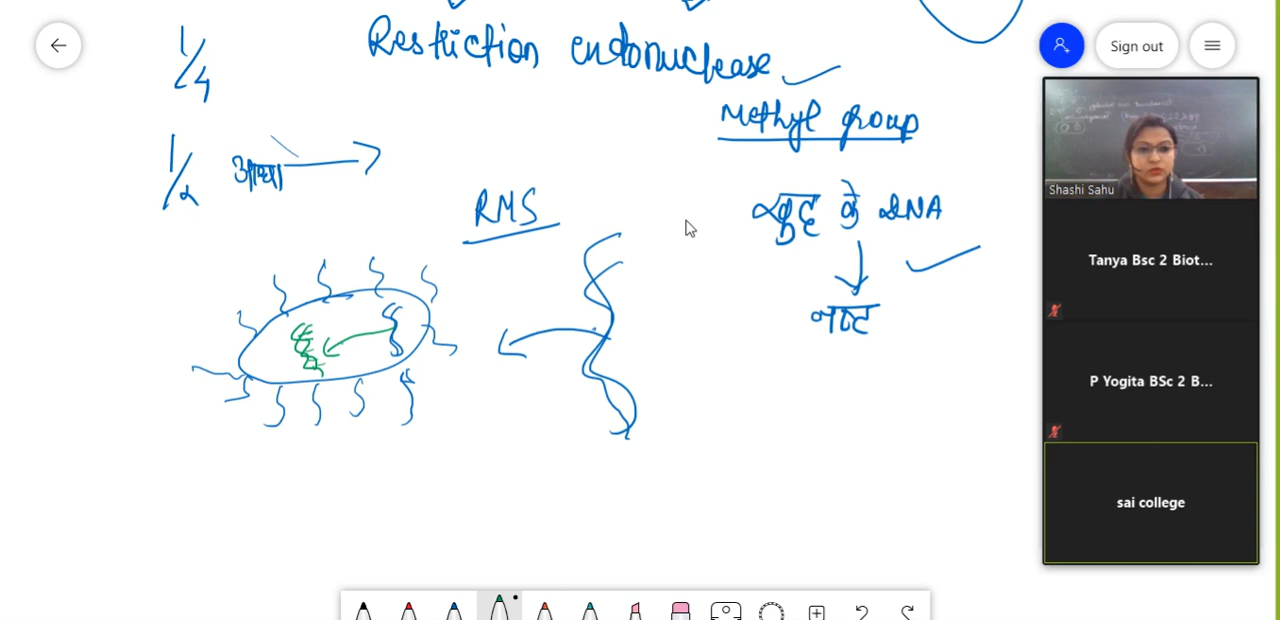 Sign out
1/4
Restriction endonuclease
Methyl group
1/2 आधा
RMS
खुद के DNA
नष्ट
Shashi Sahu
Tanya Bsc 2 Biot...
P Yogita BSc 2 B...
sai college